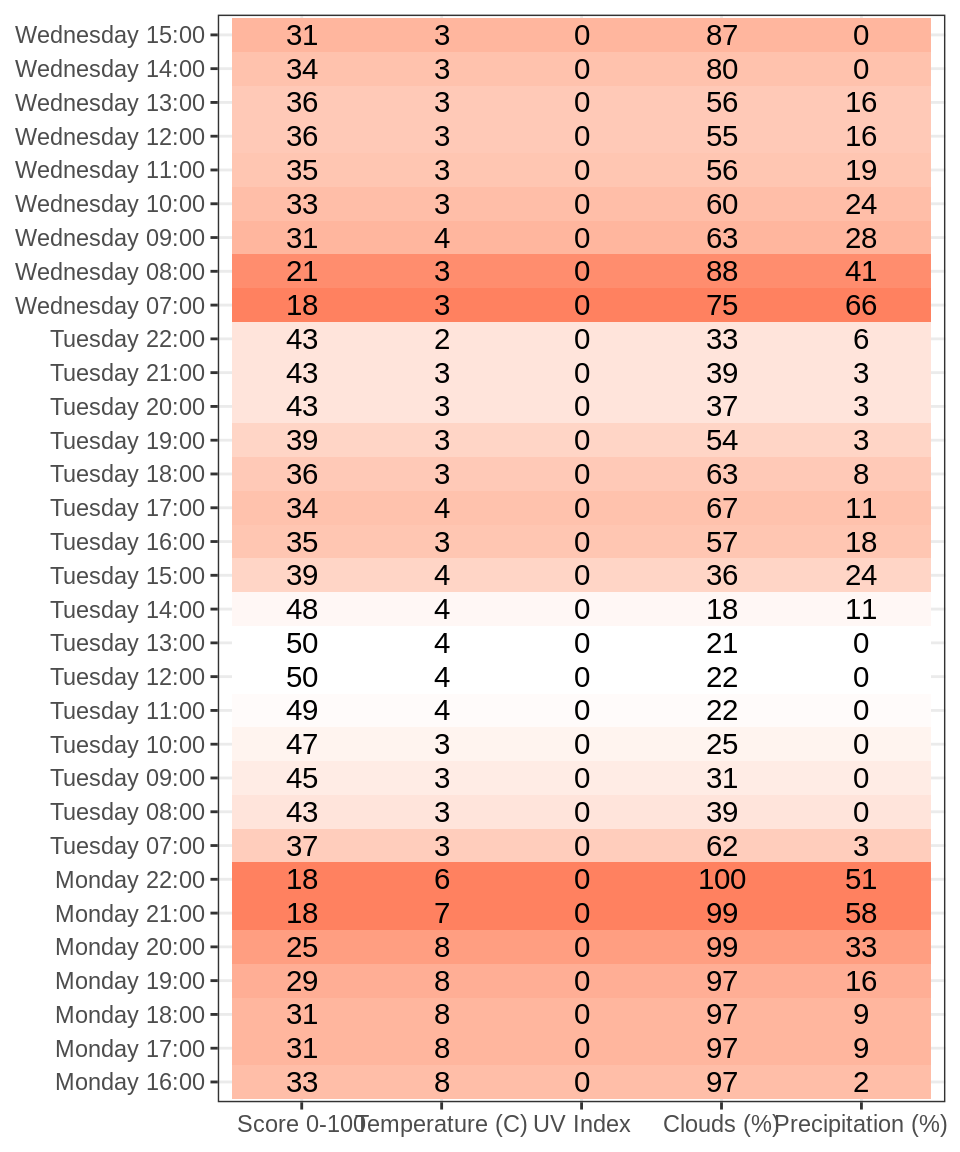 Wednesday 15:00 31 3 0 87 0
Wednesday 14:00 34 3 0 80 0
Wednesday 13:00 36 3 0 56 16
Wednesday 12:00 36 3 0 55 16
Wednesday 11:00 35 3 0 56 19
Wednesday 10:00 33 3 0 60 24
Wednesday 09:00 31 4 0 63 28
Wednesday 08:00 21 3 0 88 41
Wednesday 07:00 18 3 0 75 66
Tuesday 22:00 43 2 0 33 6
Tuesday 21:00 43 3 0 39 3
Tuesday 20:00 43 3 0 37 3
Tuesday 19:00 39 3 0 54 3
Tuesday 18:00 36 3 0 63 8
Tuesday 17:00 34 4 0 67 11
Tuesday 16:00 35 3 0 57 18
Tuesday 15:00 39 4 0 36 24
Tuesday 14:00 48 4 0 18 11
Tuesday 13:00 50 4 0 21 0
Tuesday 12:00 50 4 0 22 0
Tuesday 11:00 49 4 0 22 0
Tuesday 10:00 47 3 0 25 0
Tuesday 09:00 45 3 0 31 0
Tuesday 08:00 43 3 0 39 0
Tuesday 07:00 37 3 0 62 3
Monday 22:00 18 6 0 100 51
Monday 21:00 18 7 0 99 58
Monday 20:00 25 8 0 99 33
Monday 19:00 29 8 0 97 16
Monday 18:00 31 8 0 97 9
Monday 17:00 31 8 0 97 9
Monday 16:00 33 8 0 97 2
Score 0-100 Temperature (C) UV Index Clouds (%) Precipitation (%)